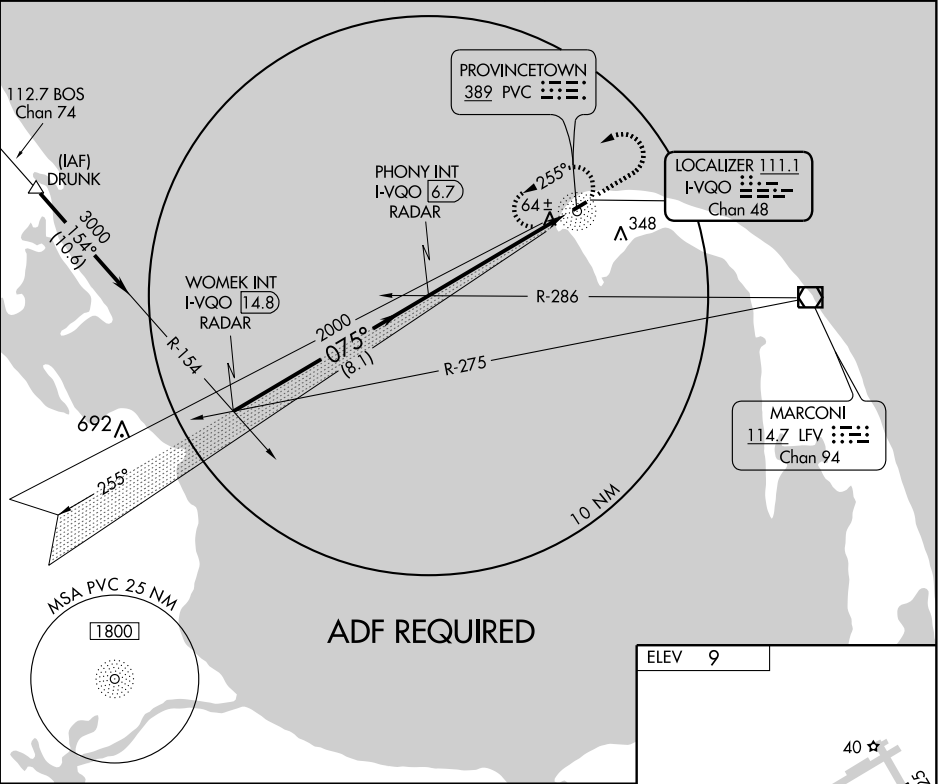 112.7 BOS
Chan 74
(IAF)
DRUNK
3000
154°
(10.6)
R-154
PROVINCETOWN
389 PVC
PHONY INT
I-VQO 6.7
RADAR
255°
64 ±
LOCALIZER 111.1
I-VQO
Chan 48
348
WOMEK INT
I-VQO 14.8
RADAR
2000
075°
(8.1)
R-286
R-275
692
255°
MARCONI
114.7 LFV
Chan 94
10 NM
MSA PVC 25 NM
1800
ADF REQUIRED
ELEV 9
40